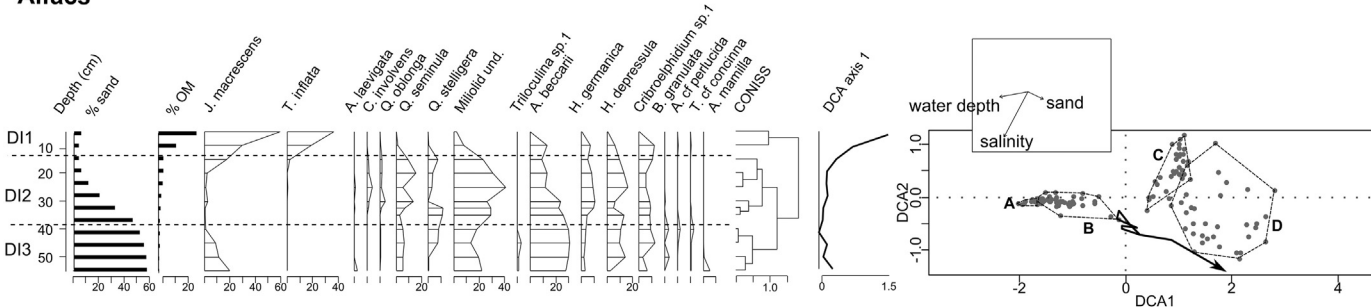 Depth (cm) % sand % OM J. macrescens T. inflata A. laevigata C. involvens Q. oblonga Q. seminula Q. stelligera Miliolid und. Triloculina sp.1 A. beccarii H. germanica H. depressula Cribroelphidium sp.1 B. granulata A. cf perlucida T. cf concinna A. mamilla CONISS DCA axis 1
DI1
DI2
DI3
10
20
30
40
50
20 40 60 20 20 40 60 20 40 20 20 20 40 20 20 20 20 1.0 0 1.5
water depth sand
salinity
DCA2
1.0
0.0
-1.0
A B C D
-2 0 2 4
DCA1